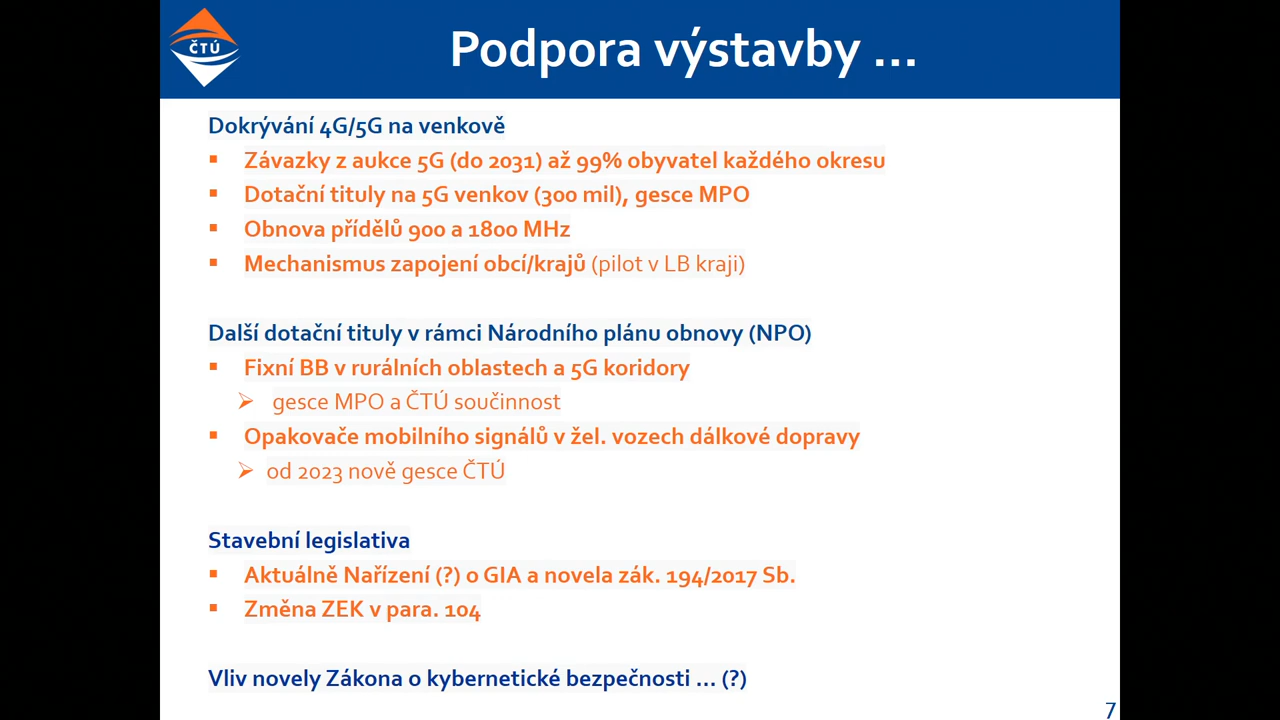 ČTÚ
Podpora výstavby ...
Dokrývání 4G/5G na venkově
▪ Závazky z aukce 5G (do 2031) až 99% obyvatel každého okresu
▪ Dotační tituly na 5G venkov (300 mil), gesce MPO
▪ Obnova přídělů 900 a 1800 MHz
▪ Mechanismus zapojení obcí/krajů (pilot v LB kraji)
Další dotační tituly v rámci Národního plánu obnovy (NPO)
▪ Fixní BB v rurálních oblastech a 5G koridory
➢ gesce MPO a ČTÚ součinnost
▪ Opakovače mobilního signálů v žel. vozech dálkové dopravy
➢ od 2023 nově gesce ČTÚ
Stavební legislativa
▪ Aktuálně Nařízení (?) o GIA a novela zák. 194/2017 Sb.
▪ Změna ZEK v para. 104
Vliv novely Zákona o kybernetické bezpečnosti ... (?)
7